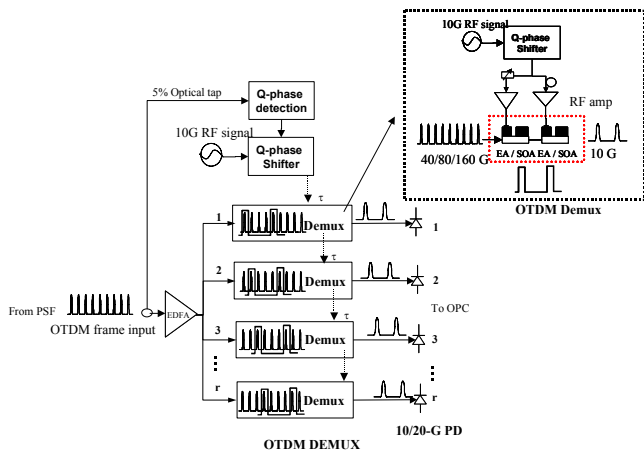 10G RF signal
Q-phase
Shifter
RF amp
40/80/160 G
EA / SOA EA / SOA
10 G
OTDM Demux
5% Optical tap
Q-phase
detection
10G RF signal
Q-phase
Shifter
τ
1
Demux
1
τ
2
Demux
2
To OPC
τ
3
Demux
3
r
Demux
r
From PSF
OTDM frame input
EDFA
10/20-G PD
OTDM DEMUX